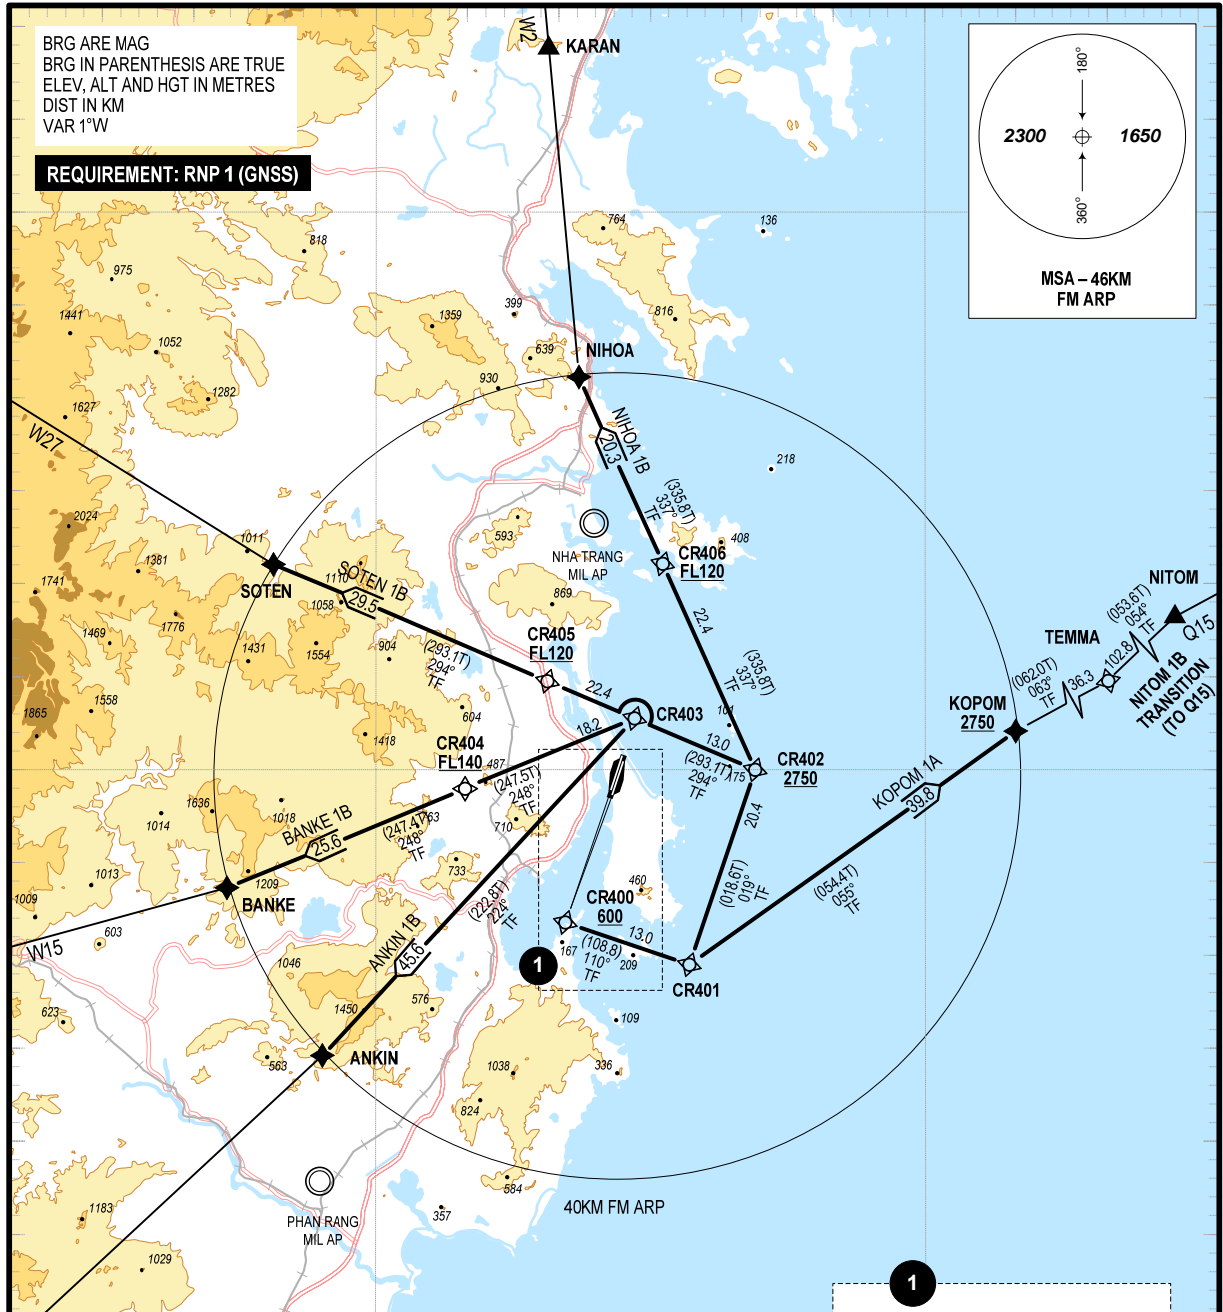 BRG ARE MAG
BRG IN PARENTHESIS ARE TRUE
ELEV, ALT AND HGT IN METRES
DIST IN KM
VAR 1°W
REQUIREMENT: RNP 1 (GNSS)
W2
KARAN
180°
2300
1650
360°
MSA – 46KM
FM ARP
764
136
818
975
399
1441
1359
816
1052
639
NIHOA
930
1282
1627
W27
NIHOA 1B
20.3
218
(335.8T)
337°
TF
2024
593
1011
NHA TRANG
MIL AP
408
CR406
FL120
1381
1110
SOTEN 1B
29.5
SOTEN
1741
1058
869
NITOM
Q15
(053.6T)
054°
TF
102.8
NITOM 1B
TRANSITION
(TO Q15)
TEMMA
1776
22.4
1469
1431
1554
904
(293.1T)
294°
TF
CR405
FL120
(335.8T)
337°
TF
(062.0T)
063°
TF
36.3
1558
22.4
KOPOM
2750
1865
604
CR403
101
1418
18.2
13.0
CR404
FL140
(293.1T)
294°
TF
175
CR402
2750
487
(247.5T)
248°
TF
KOPOM 1A
39.8
1636
1018
1014
BANKE 1B
25.6
763
(247.4T)
248°
TF
710
20.4
733
1013
1209
BANKE
460
(018.6T)
019°
TF
(054.4T)
055°
TF
1009
(222.8T)
224°
TF
CR400
600
603
W15
ANKIN 1B
45.6
13.0
167
(108.8)
110°
TF
209
1
1046
CR401
1450
576
623
109
563
ANKIN
1038
336
824
584
40KM FM ARP
1183
PHAN RANG
MIL AP
357
1029
1